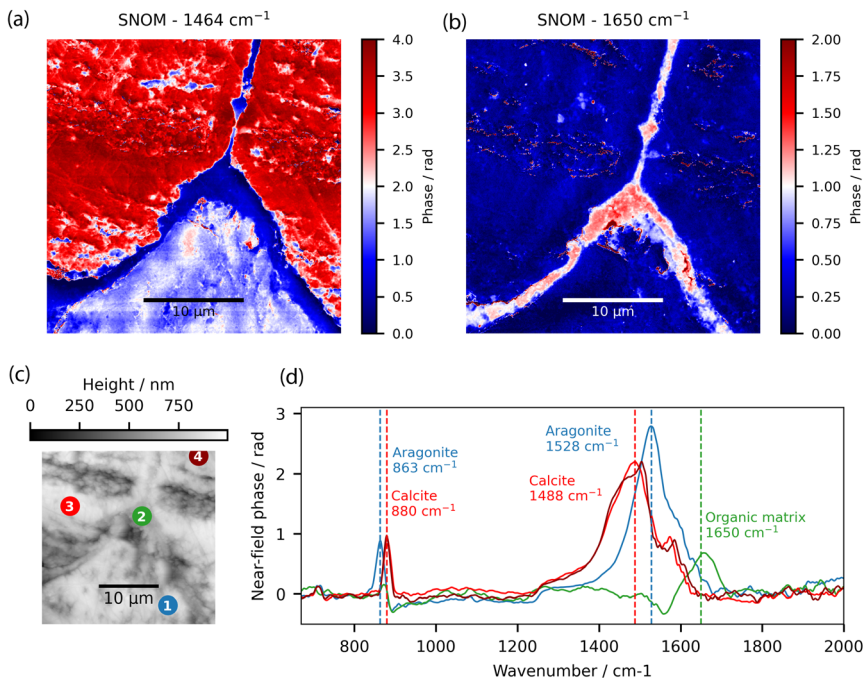 (a)
SNOM - 1464 cm⁻¹
4.0
3.5
3.0
2.5
2.0
1.5
1.0
0.5
0.0
Phase / rad
10 µm
(b)
SNOM - 1650 cm⁻¹
2.00
1.75
1.50
1.25
1.00
0.75
0.50
0.25
0.00
Phase / rad
10 µm
(c)
Height / nm
0 250 500 750
4
3
2
1
10 µm
(d)
Near-field phase / rad
3
2
1
0
Aragonite
863 cm⁻¹
Calcite
880 cm⁻¹
Aragonite
1528 cm⁻¹
Calcite
1488 cm⁻¹
Organic matrix
1650 cm⁻¹
800 1000 1200 1400 1600 1800 2000
Wavenumber / cm-1